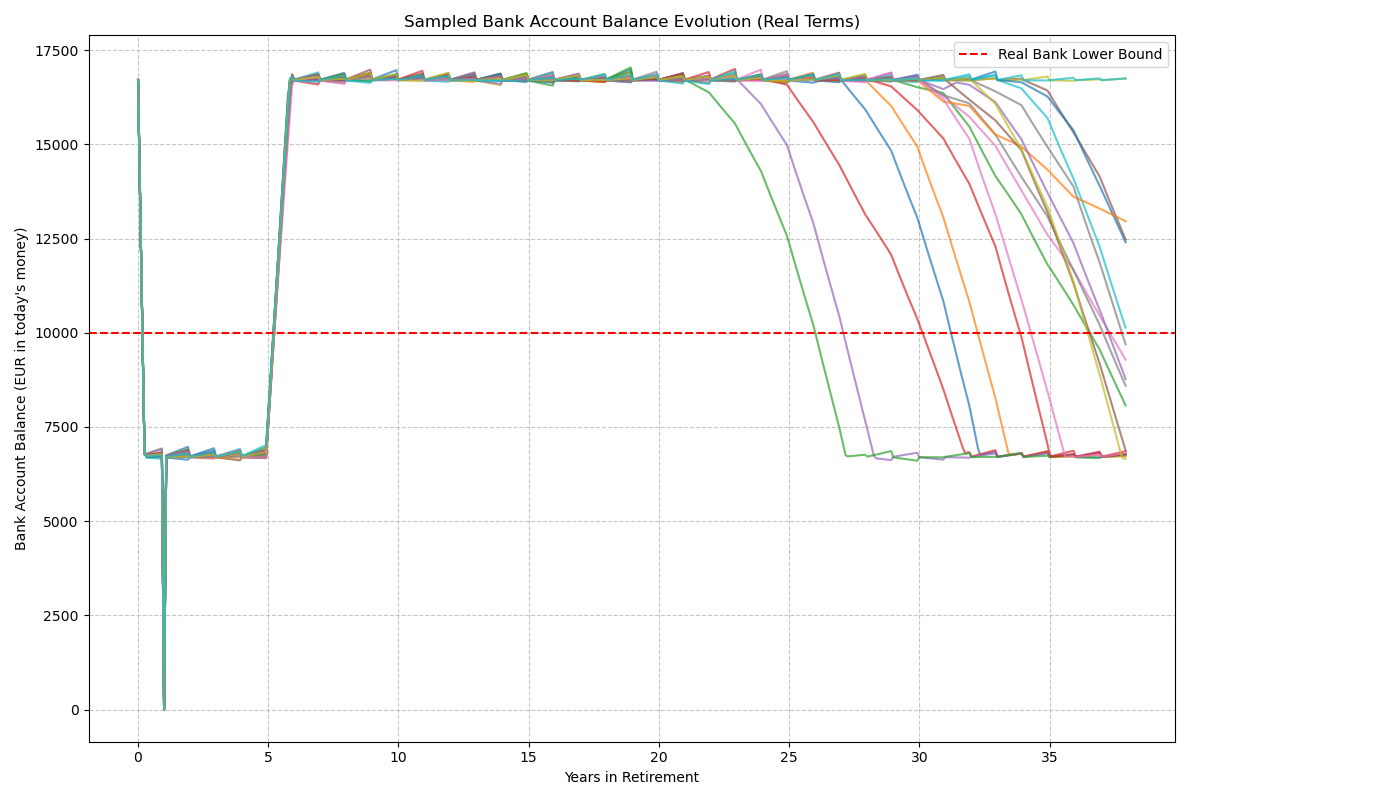 Sampled Bank Account Balance Evolution (Real Terms)
Real Bank Lower Bound
Bank Account Balance (EUR in today's money)
17500
15000
12500
10000
7500
5000
2500
0
0 5 10 15 20 25 30 35
Years in Retirement